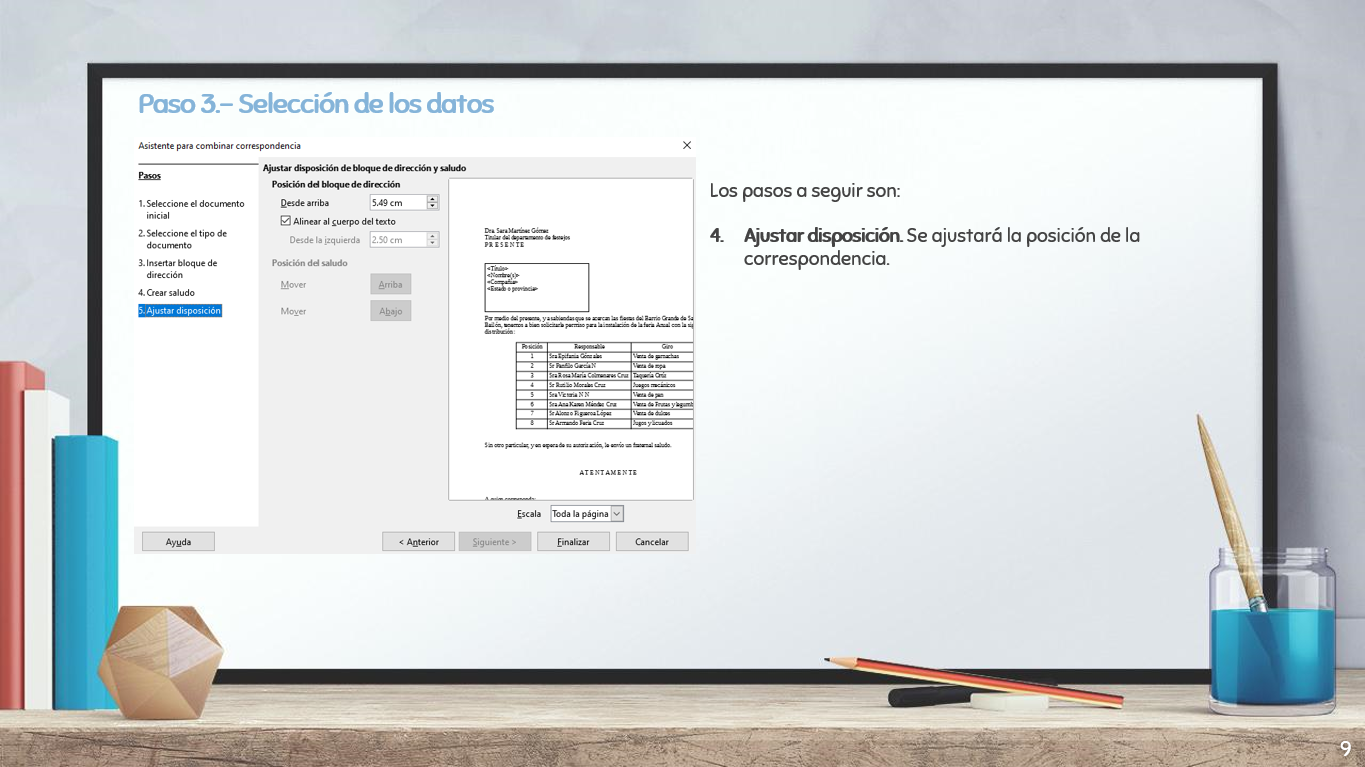 Paso 3.- Selección de los datos
Asistente para combinar correspondencia
Pasos
1. Seleccione el documento
inicial
2. Seleccione el tipo de
documento
3. Insertar bloque de
dirección
4. Crear saludo
5. Ajustar disposición
Ajustar disposición de bloque de dirección y saludo
Posición del bloque de dirección
Desde arriba 5.49 cm
Alinear al cuerpo del texto
Desde la izquierda 2.50 cm
Posición del saludo
Mover Arriba
Mover Abajo
Dra. Sara Martínez Gómez
Titular del departamento de festejos
P R E S E N T E
<Título>
<Nombre(s)>
<Compañía>
<Estado o provincia>
Por medio del presente, y a sabiendas que se acercan las fiestas del Barrio Grande de Sa
Bailón, tenemos a bien solicitarle permiso para la instalación de la feria Anual con la sig
distribución:
Posición Responsable Giro
1 Sra Epifania Gónzales Venta de garnachas
2 Sr Panfilo García N Venta de ropa
3 Sra Rosa María Colmenares Cruz Taquería Ortíz
4 Sr Rutilio Morales Cruz Juegos mecánicos
5 Sra Victoria N N Venta de pan
6 Sra Ana Karen Méndez Cruz Venta de Frutas y legumb
7 Sr Alonso Figueroa López Venta de dulces
8 Sr Armando Feria Cruz Jugos y licuados
Sin otro particular, y en espera de su autorización, le envío un fraternal saludo.
A T E N T A M E N T E
Escala Toda la página
Ayuda < Anterior Siguiente > Finalizar Cancelar
Los pasos a seguir son:
4. Ajustar disposición. Se ajustará la posición de la
correspondencia.
9